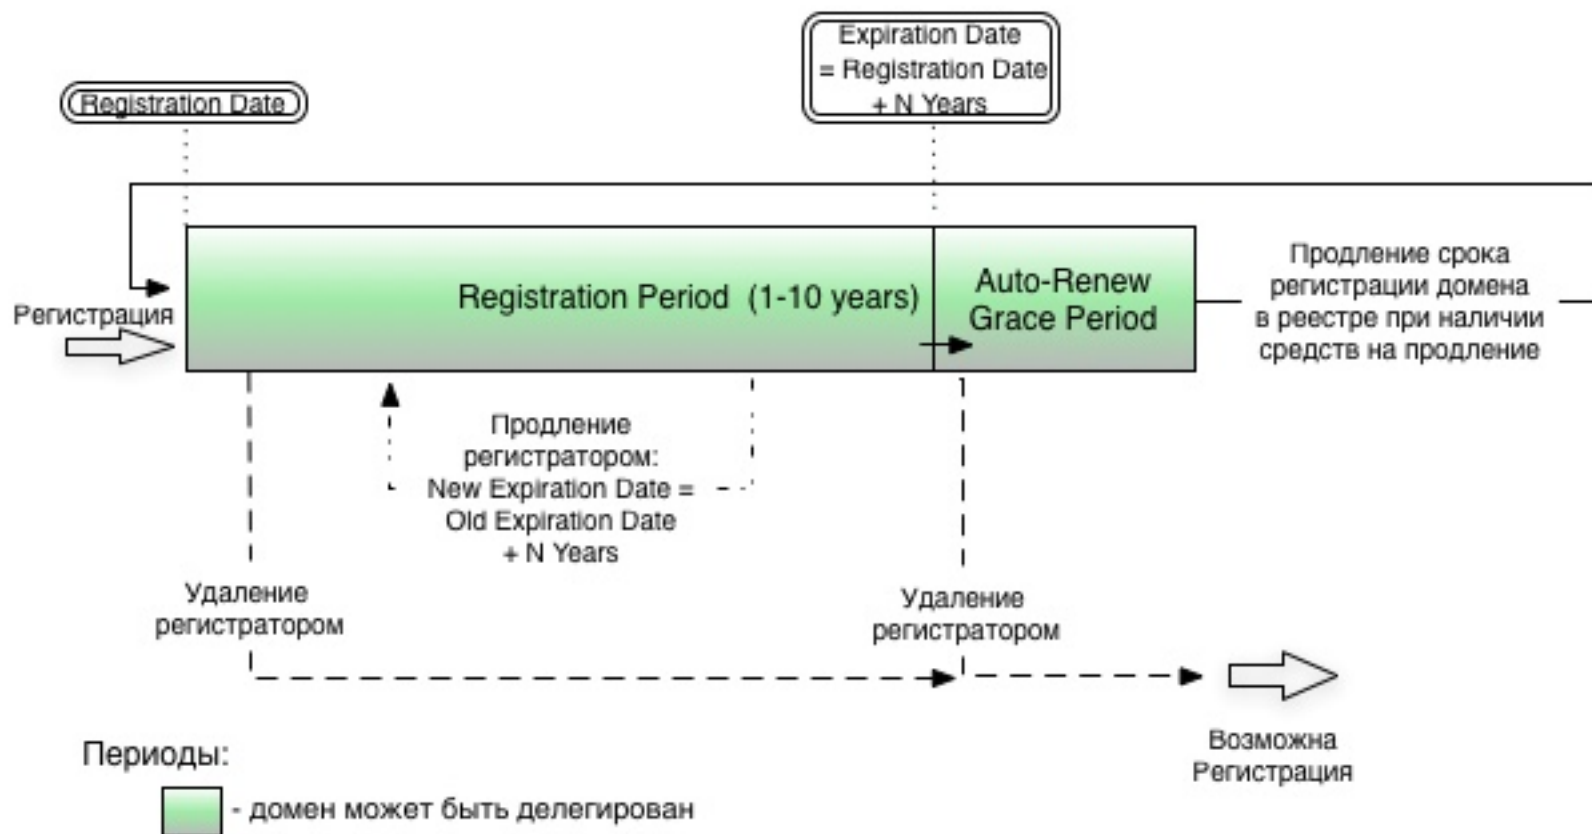 Registration Date
Expiration Date
= Registration Date
+ N Years
Регистрация
Registration Period (1-10 years)
Auto-Renew
Grace Period
Продление срока
регистрации домена
в реестре при наличии
средств на продление
Продление
регистратором:
New Expiration Date =
Old Expiration Date
+ N Years
Удаление
регистратором
Удаление
регистратором
Возможна
Регистрация
Периоды:
- домен может быть делегирован